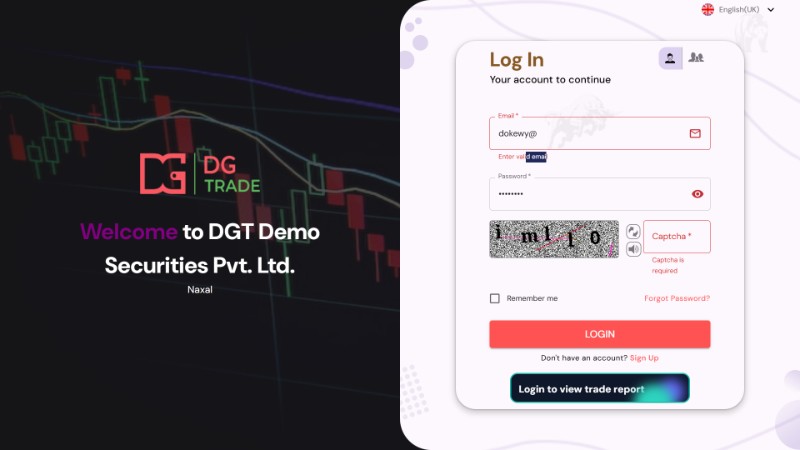 English(UK)
DG
TRADE
Welcome to DGT Demo
Securities Pvt. Ltd.
Naxal
Log In
Your account to continue
Email *
dokewy@
Enter valid email
Password *
••••••••
Captcha *
Captcha is
required
Remember me
Forgot Password?
LOGIN
Don't have an account? Sign Up
Login to view trade report